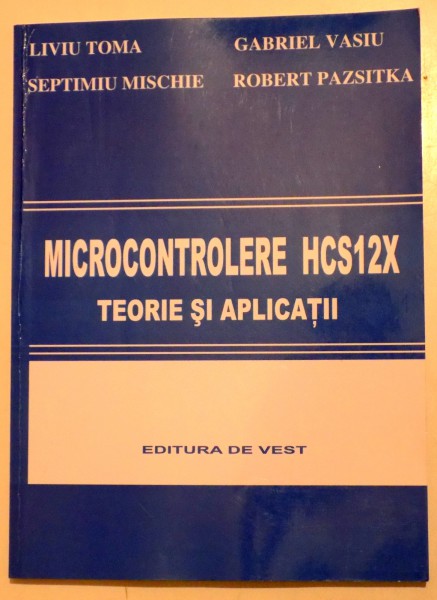 LIVIU TOMA GABRIEL VASIU
SEPTIMIU MISCHIE ROBERT PAZSITKA
MICROCONTROLERE HCS12X
TEORIE ŞI APLICAŢII
EDITURA DE VEST